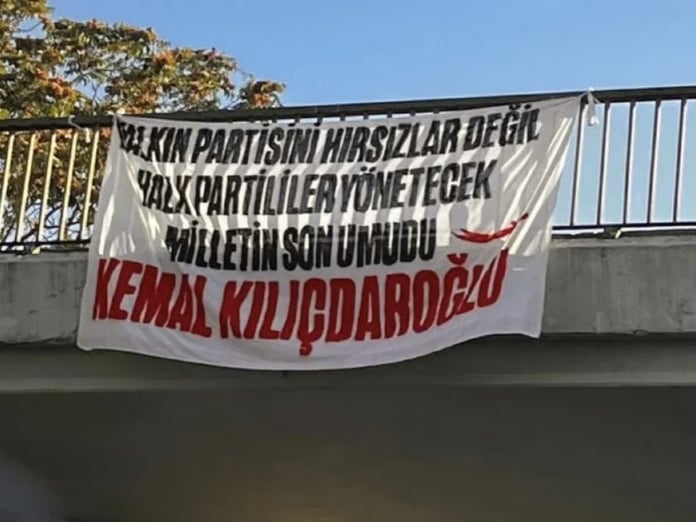 HALKIN PARTİSİNİ HIRSIZLAR DEĞİL
HALK PARTİLİLER YÖNETECEK
MİLLETİN SON UMUDU
KEMAL KILIÇDAROĞLU